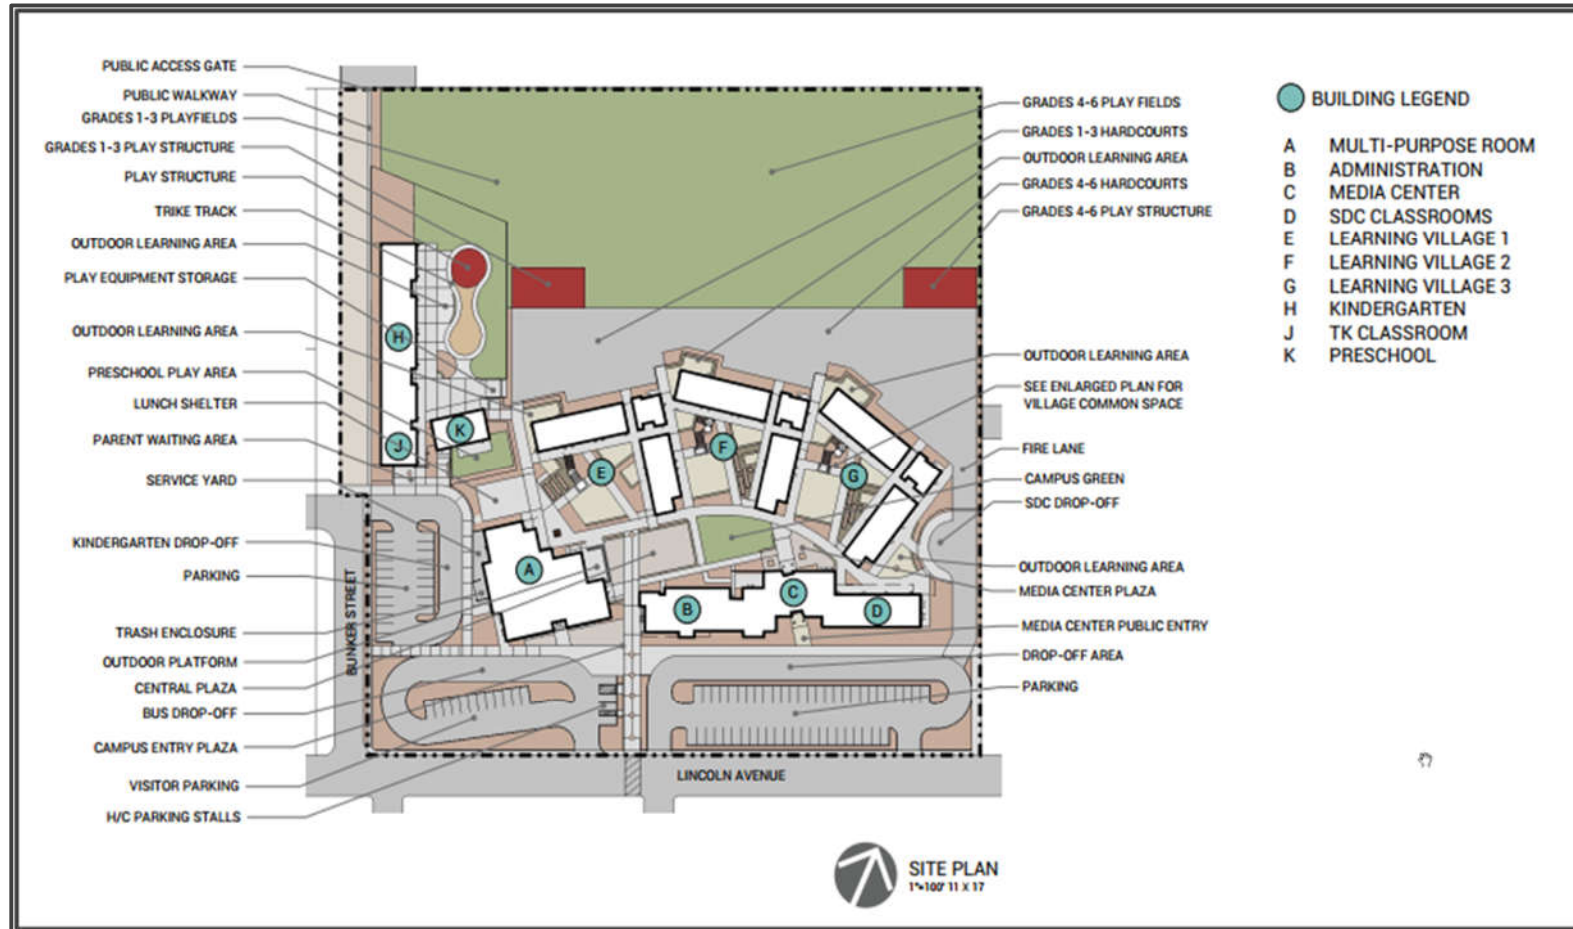 PUBLIC ACCESS GATE
PUBLIC WALKWAY
GRADES 1-3 PLAYFIELDS
GRADES 1-3 PLAY STRUCTURE
PLAY STRUCTURE
TRIKE TRACK
OUTDOOR LEARNING AREA
PLAY EQUIPMENT STORAGE
OUTDOOR LEARNING AREA
PRESCHOOL PLAY AREA
LUNCH SHELTER
PARENT WAITING AREA
SERVICE YARD
KINDERGARTEN DROP-OFF
PARKING
TRASH ENCLOSURE
OUTDOOR PLATFORM
CENTRAL PLAZA
BUS DROP-OFF
CAMPUS ENTRY PLAZA
VISITOR PARKING
H/C PARKING STALLS
BUNKER STREET
H
J
K
E
F
G
A
B
C
D
LINCOLN AVENUE
GRADES 4-6 PLAY FIELDS
GRADES 1-3 HARDCOURTS
OUTDOOR LEARNING AREA
GRADES 4-6 HARDCOURTS
GRADES 4-6 PLAY STRUCTURE
OUTDOOR LEARNING AREA
SEE ENLARGED PLAN FOR
VILLAGE COMMON SPACE
FIRE LANE
CAMPUS GREEN
SDC DROP-OFF
OUTDOOR LEARNING AREA
MEDIA CENTER PLAZA
MEDIA CENTER PUBLIC ENTRY
DROP-OFF AREA
PARKING
BUILDING LEGEND
A MULTI-PURPOSE ROOM
B ADMINISTRATION
C MEDIA CENTER
D SDC CLASSROOMS
E LEARNING VILLAGE 1
F LEARNING VILLAGE 2
G LEARNING VILLAGE 3
H KINDERGARTEN
J TK CLASSROOM
K PRESCHOOL
SITE PLAN
1"=100' 11 X 17